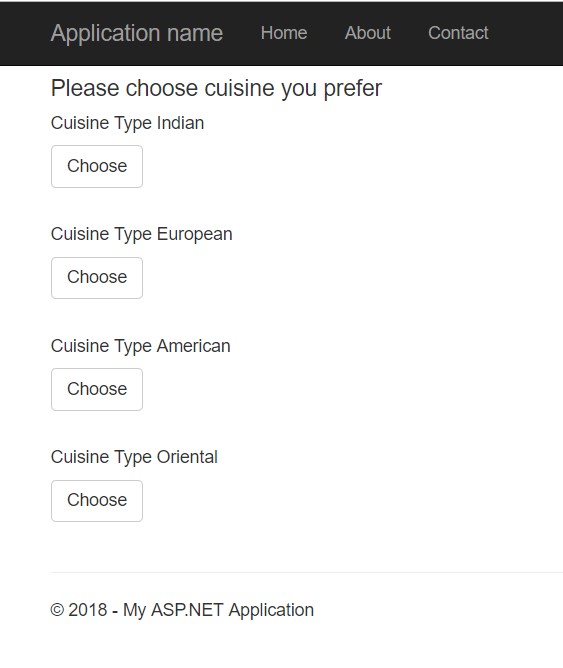 Application name Home About Contact
Please choose cuisine you prefer
Cuisine Type Indian
Choose
Cuisine Type European
Choose
Cuisine Type American
Choose
Cuisine Type Oriental
Choose
© 2018 - My ASP.NET Application